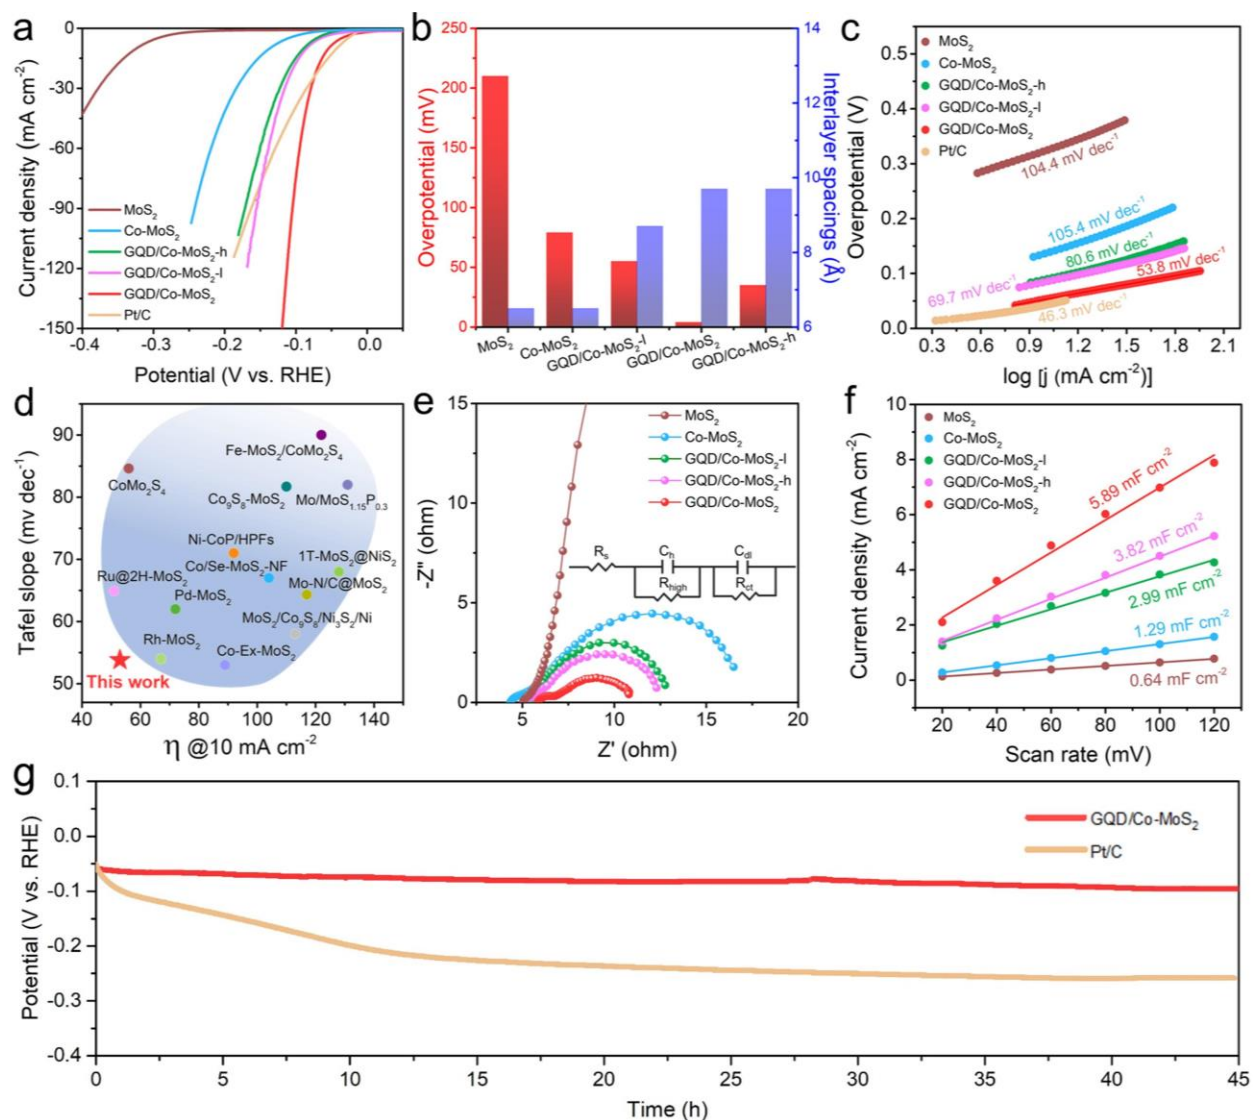 a
0
-30
-60
-90
-120
-150
Current density (mA cm⁻²)
MoS₂
Co-MoS₂
GQD/Co-MoS₂-h
GQD/Co-MoS₂-l
GQD/Co-MoS₂
Pt/C
-0.4 -0.3 -0.2 -0.1 0.0
Potential (V vs. RHE)
b
250
200
150
100
50
0
Overpotential (mV)
14
12
10
8
6
Interlayer spacings (Å)
MoS₂ Co-MoS₂ GQD/Co-MoS₂-l GQD/Co-MoS₂ GQD/Co-MoS₂-h
c
0.5
0.4
0.3
0.2
0.1
0.0
Overpotential (V)
MoS₂
Co-MoS₂
GQD/Co-MoS₂-h
GQD/Co-MoS₂-l
GQD/Co-MoS₂
Pt/C
104.4 mV dec⁻¹
105.4 mV dec⁻¹
80.6 mV dec⁻¹
69.7 mV dec⁻¹
53.8 mV dec⁻¹
46.3 mV dec⁻¹
0.3 0.6 0.9 1.2 1.5 1.8 2.1
log [j (mA cm⁻²)]
d
90
80
70
60
50
Tafel slope (mv dec⁻¹)
Fe-MoS₂/CoMo₂S₄
CoMo₂S₄
Co₉S₈-MoS₂
Mo/MoS₁.₁₅P₀.₃
Ni-CoP/HPFs
Co/Se-MoS₂-NF
1T-MoS₂@NiS₂
Ru@2H-MoS₂
Mo-N/C@MoS₂
Pd-MoS₂
MoS₂/Co₉S₈/Ni₃S₂/Ni
Rh-MoS₂
Co-Ex-MoS₂
This work
40 60 80 100 120 140
η @10 mA cm⁻²
e
15
10
5
0
-Z" (ohm)
MoS₂
Co-MoS₂
GQD/Co-MoS₂-l
GQD/Co-MoS₂-h
GQD/Co-MoS₂
Rₛ
Cₕ
R_high
C_dl
R_ct
5 10 15 20
Z' (ohm)
f
10
8
6
4
2
0
Current density (mA cm⁻²)
MoS₂
Co-MoS₂
GQD/Co-MoS₂-l
GQD/Co-MoS₂-h
GQD/Co-MoS₂
5.89 mF cm⁻²
3.82 mF cm⁻²
2.99 mF cm⁻²
1.29 mF cm⁻²
0.64 mF cm⁻²
20 40 60 80 100 120
Scan rate (mV)
g
0.1
0.0
-0.1
-0.2
-0.3
-0.4
Potential (V vs. RHE)
GQD/Co-MoS₂
Pt/C
0 5 10 15 20 25 30 35 40 45
Time (h)